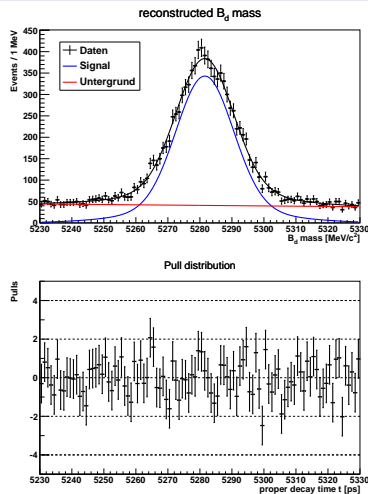 reconstructed B_d mass
Events / 1 MeV
450
400
350
300
250
200
150
100
50
0
Daten
Signal
Untergrund
5230 5240 5250 5260 5270 5280 5290 5300 5310 5320 5330
B_d mass [MeV/c²]
Pull distribution
Pulls
4
2
0
-2
-4
5230 5240 5250 5260 5270 5280 5290 5300 5310 5320 5330
proper decay time t [ps]